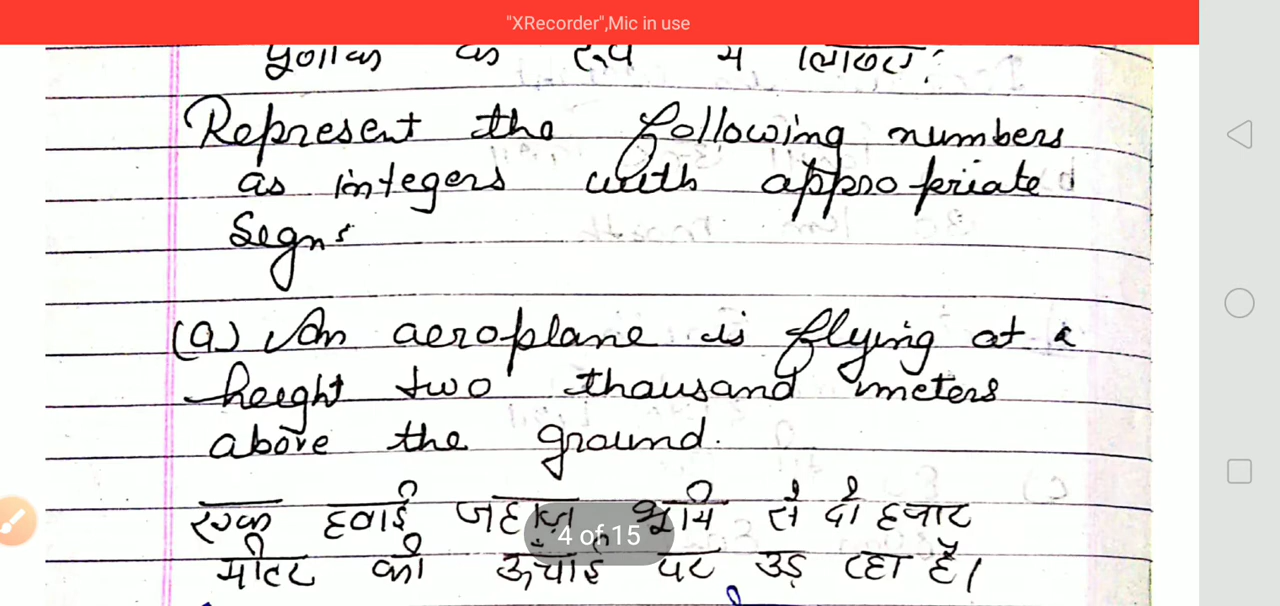 "XRecorder",Mic in use
पूर्णांक के रूप में लिखिए:
Represent the following numbers
as integers with appropriate
Signs
(a) An aeroplane is flying at a
height two thousand meters
above the ground.
एक हवाई जहाज भूमि से दो हजार
4 of 15
मीटर की ऊँचाई पर उड़ रहा है।